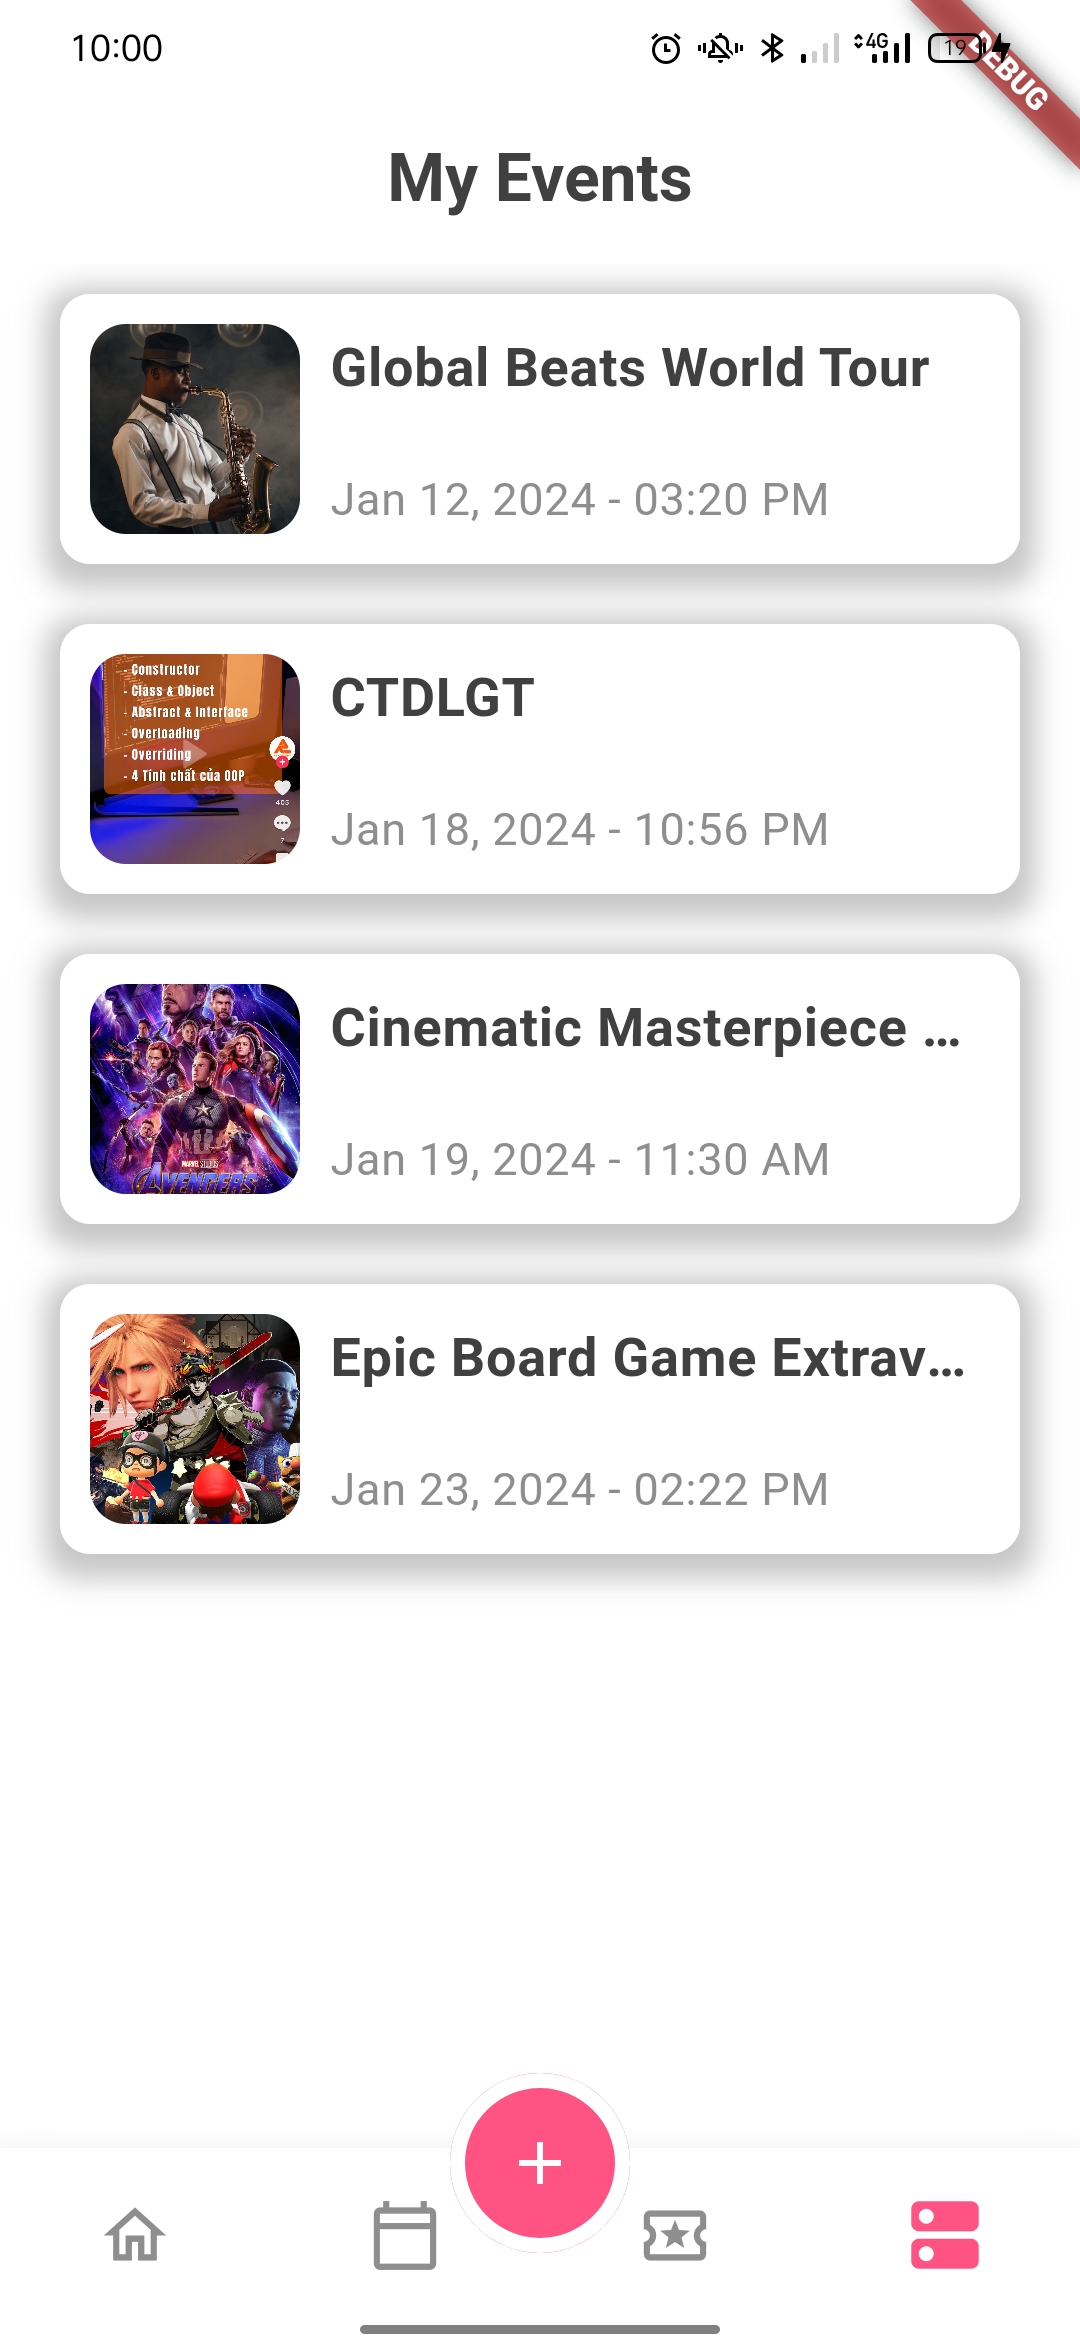 10:00
4G
19
DEBUG
My Events
Global Beats World Tour
Jan 12, 2024 - 03:20 PM
- Constructor
- Class & Object
- Abstract & Interface
- Overloading
- Overriding
- 4 Tính chất của OOP
405
7
CTDLGT
Jan 18, 2024 - 10:56 PM
MARVEL STUDIOS
AVENGERS
Cinematic Masterpiece ...
Jan 19, 2024 - 11:30 AM
Epic Board Game Extrav...
Jan 23, 2024 - 02:22 PM